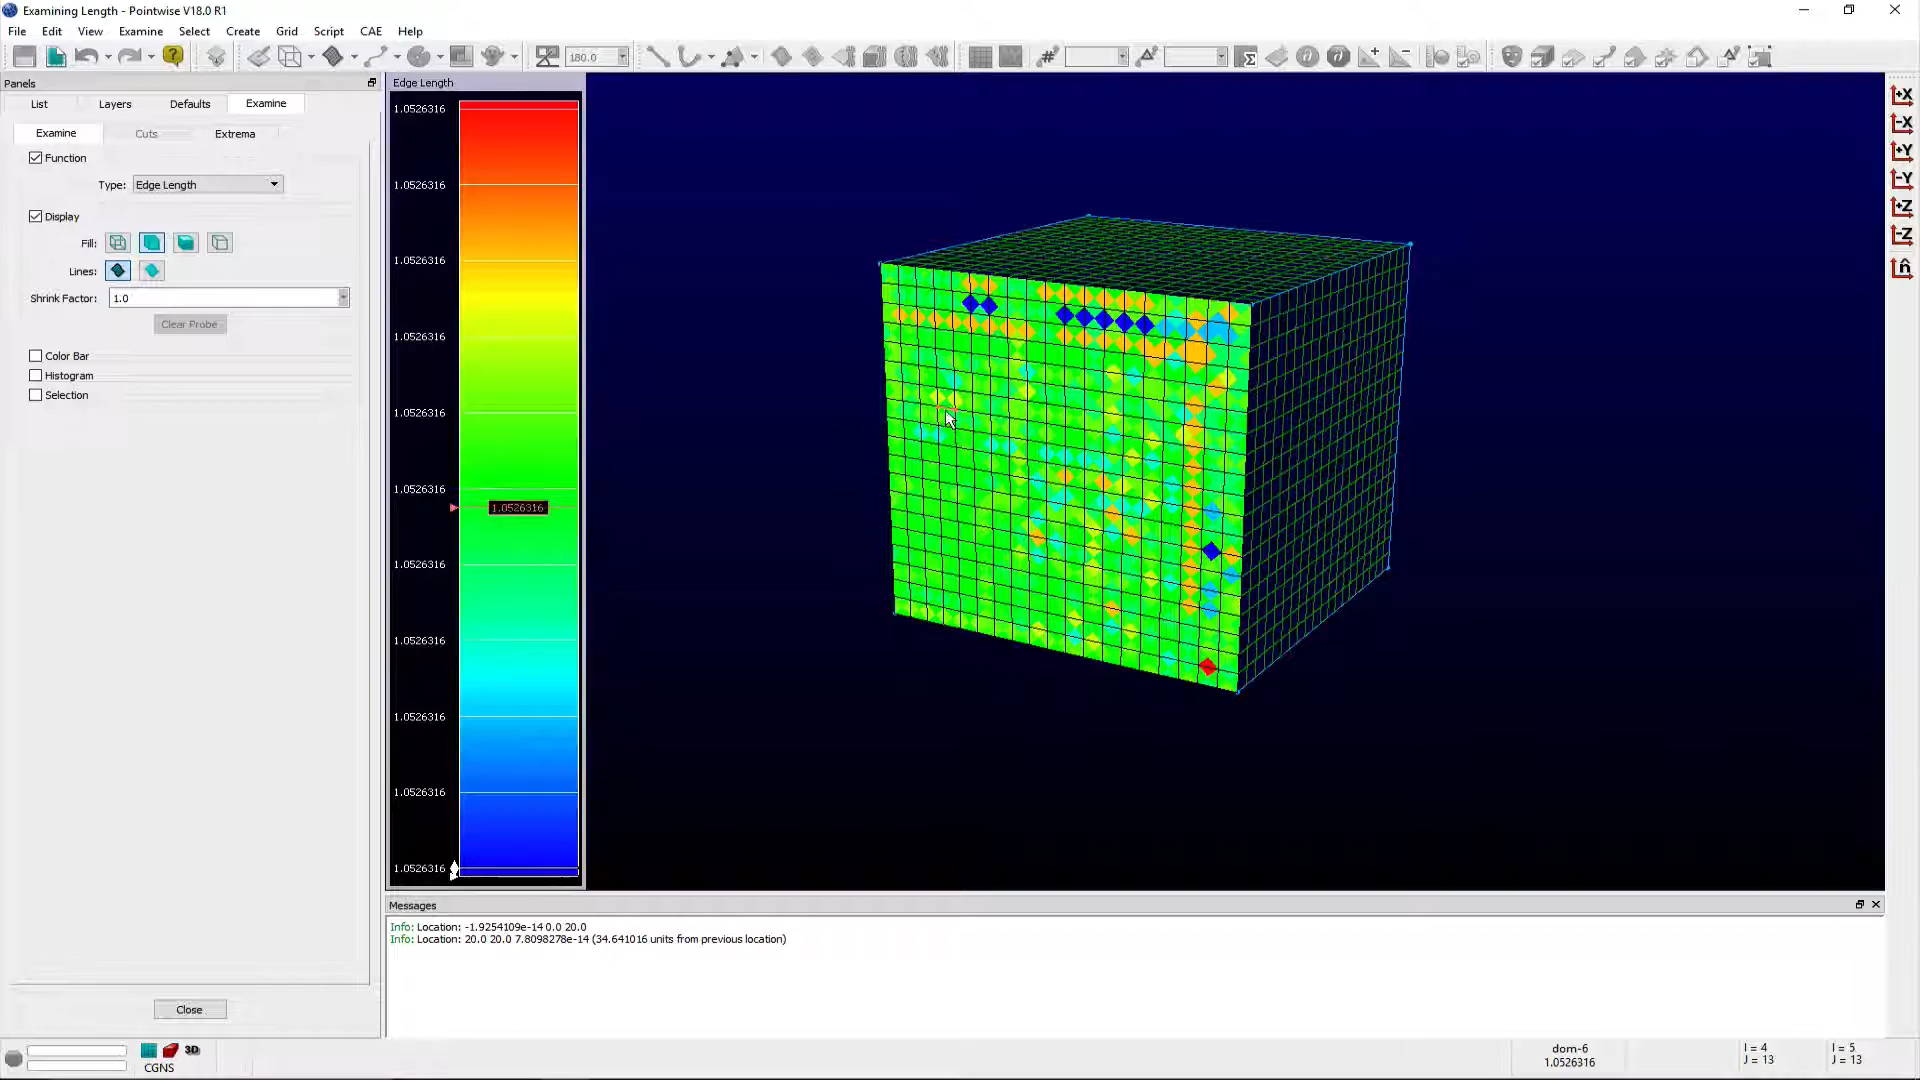 Examining Length - Pointwise V18.0 R1
File Edit View Examine Select Create Grid Script CAE Help
180.0
Panels
List Layers Defaults Examine
Examine Cuts Extrema
Function
Type: Edge Length
Display
Fill:
Lines:
Shrink Factor: 1.0
Clear Probe
Color Bar
Histogram
Selection
Close
Edge Length
1.0526316
1.0526316
1.0526316
1.0526316
1.0526316
1.0526316
1.0526316
1.0526316
1.0526316
1.0526316
1.0526316
1.0526316
+X
-X
+Y
-Y
+Z
-Z
n̂
Messages
Info: Location: -1.9254109e-14 0.0 20.0
Info: Location: 20.0 20.0 7.8098278e-14 (34.641016 units from previous location)
3D
CGNS
dom-6
1.0526316
I = 4
J = 13
I = 5
J = 13